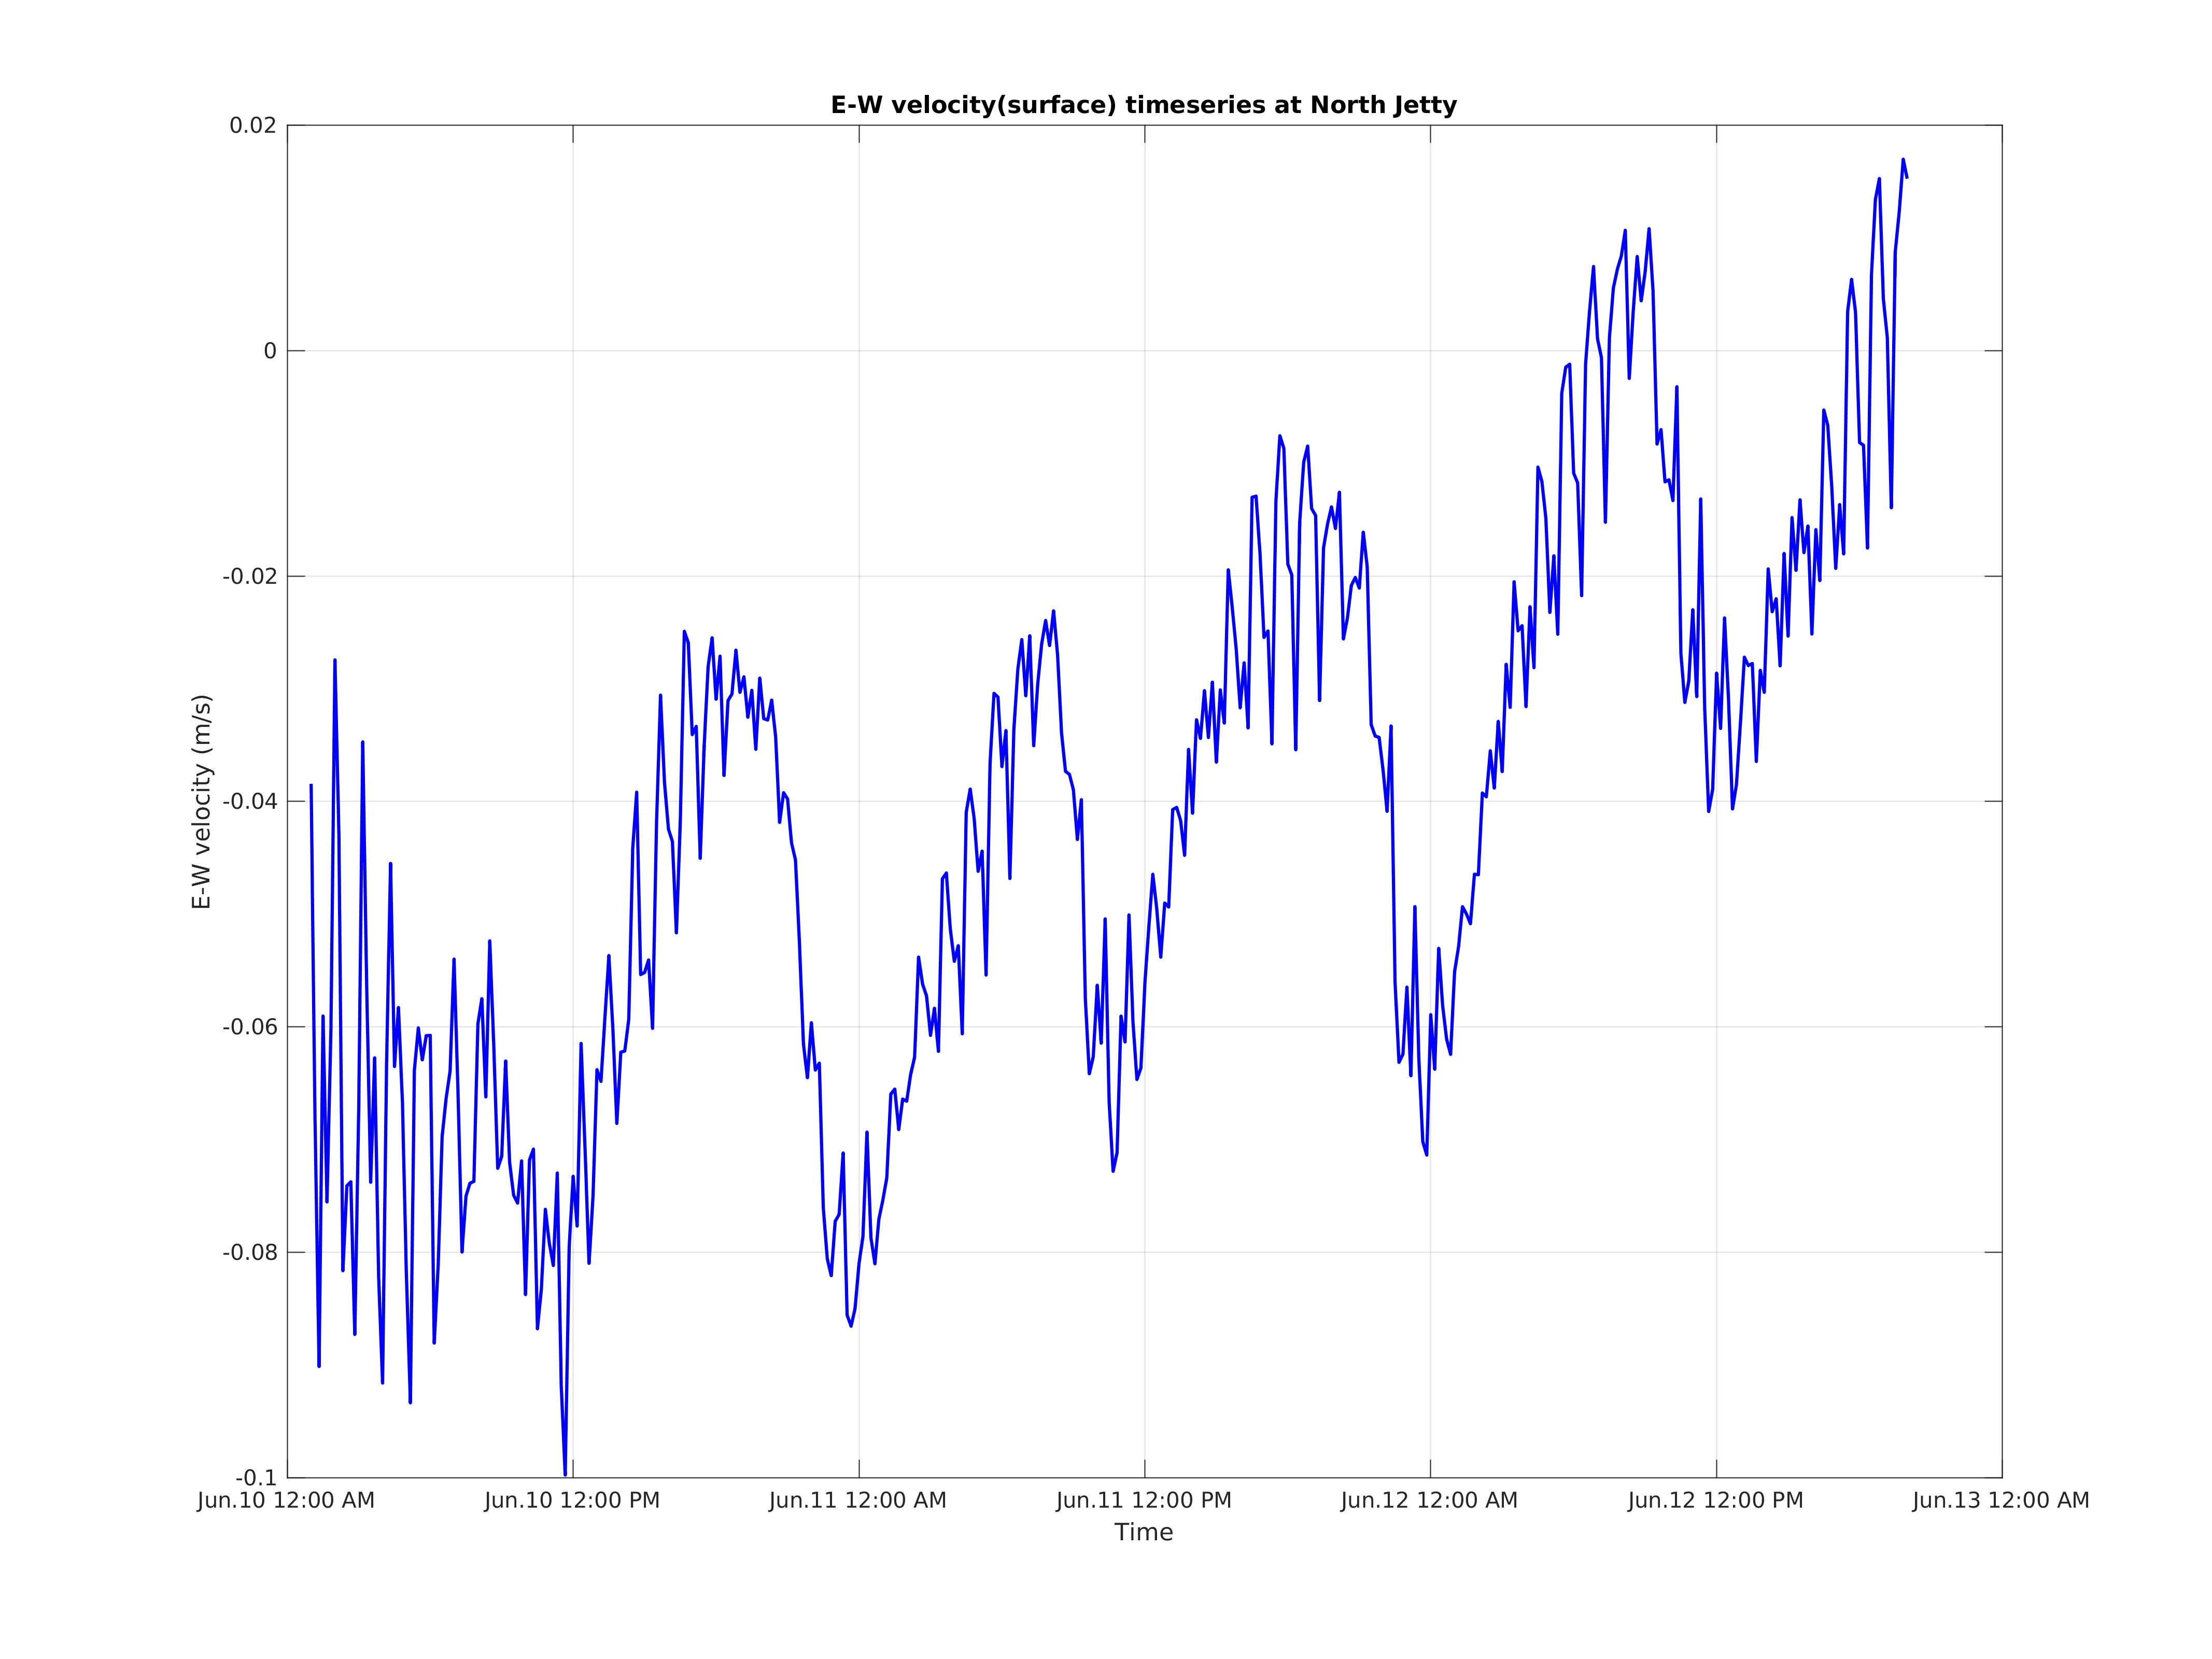 E-W velocity(surface) timeseries at North Jetty
0.02
0
-0.02
-0.04
-0.06
-0.08
-0.1
E-W velocity (m/s)
Jun.10 12:00 AM
Jun.10 12:00 PM
Jun.11 12:00 AM
Jun.11 12:00 PM
Jun.12 12:00 AM
Jun.12 12:00 PM
Jun.13 12:00 AM
Time